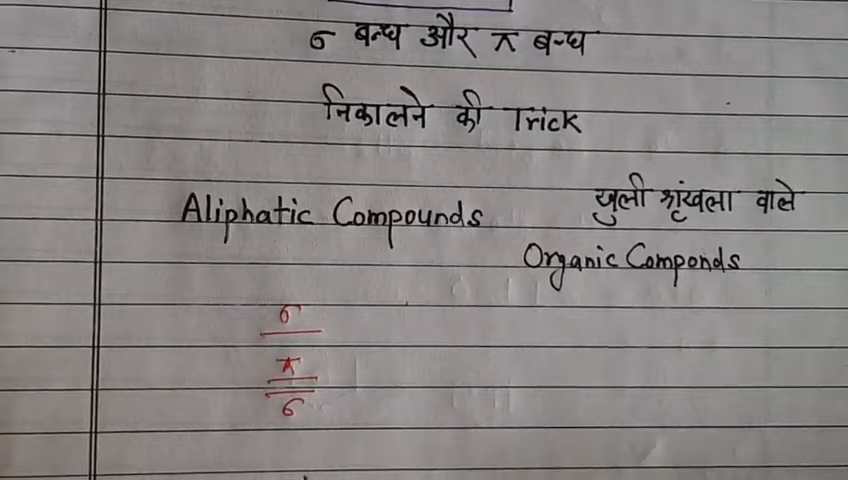 σ बन्ध और π बन्ध
निकालने की Trick
Aliphatic Compounds
खुली श्रृंखला वाले
Organic Componds
σ
π
σ